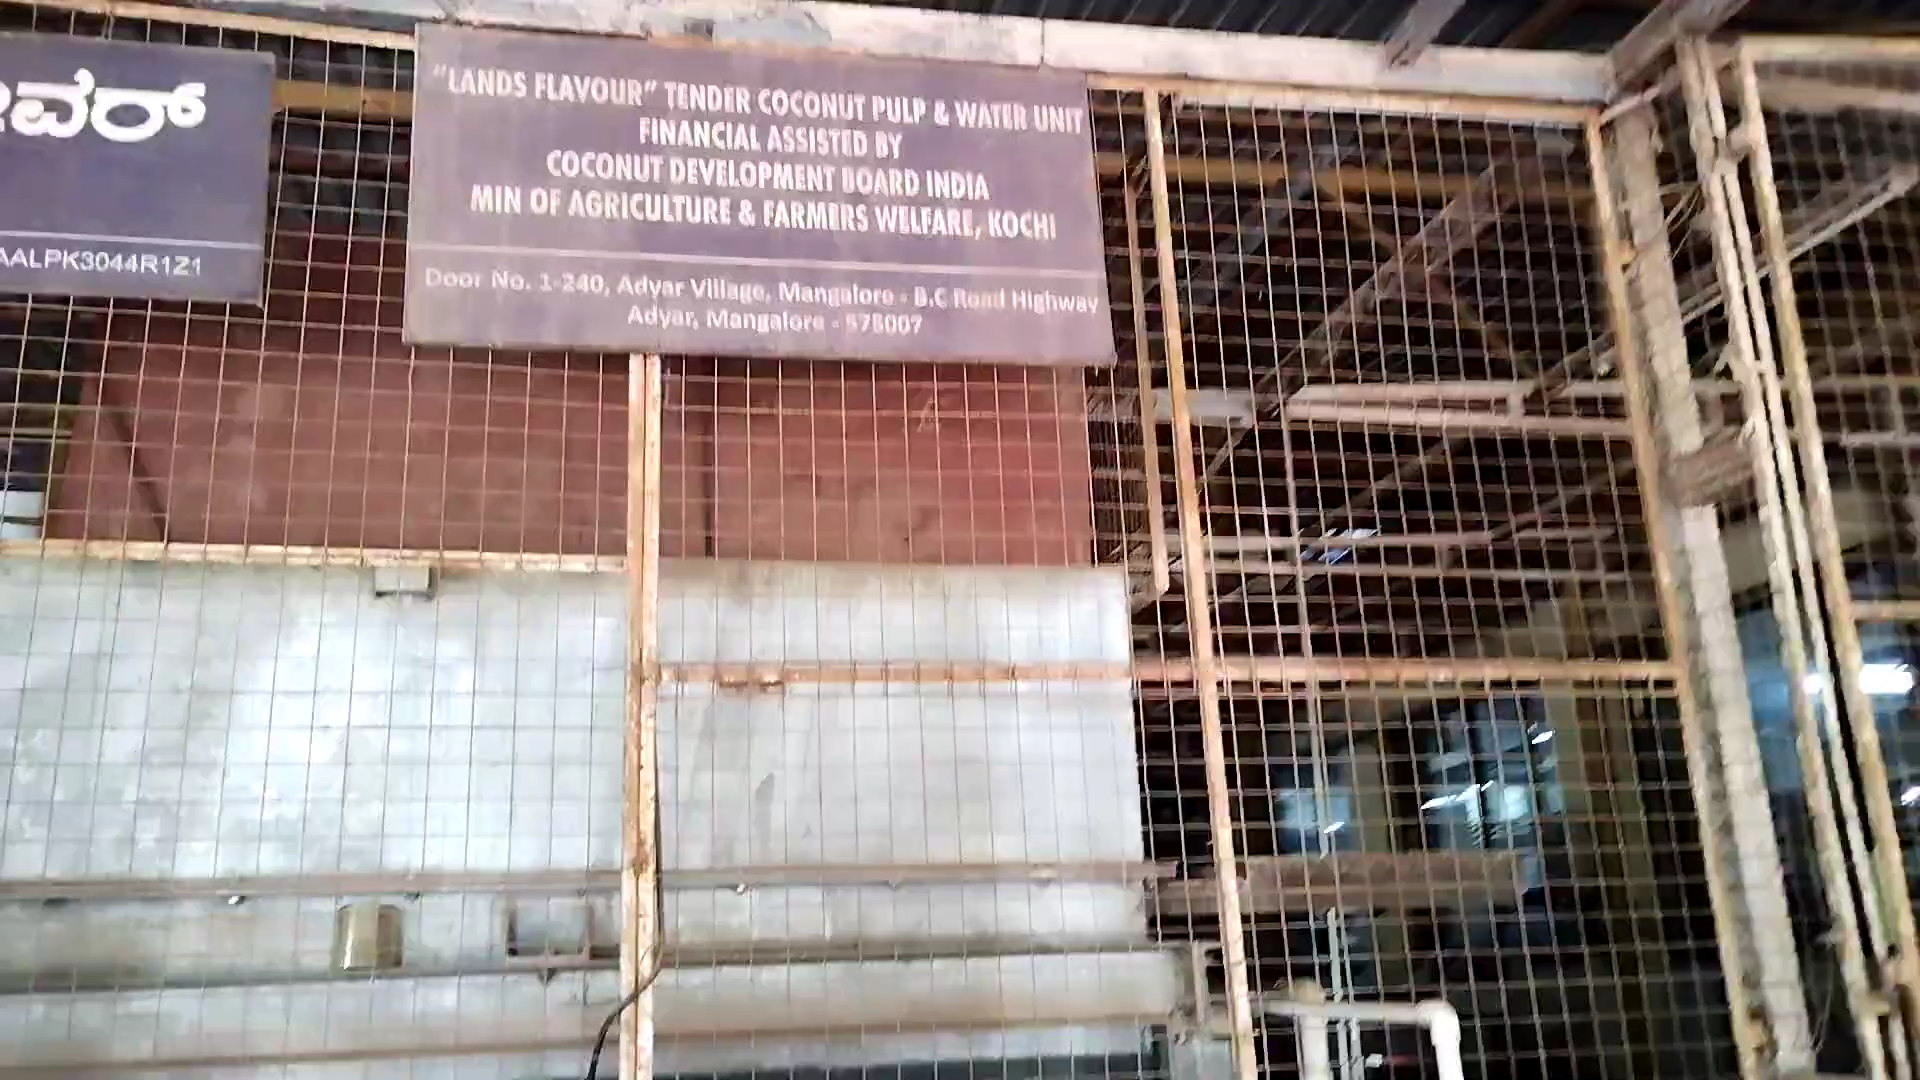 ವೆರ್
AALPK3044R1Z1
"LANDS FLAVOUR" TENDER COCONUT PULP & WATER UNIT
FINANCIAL ASSISTED BY
COCONUT DEVELOPMENT BOARD INDIA
MIN OF AGRICULTURE & FARMERS WELFARE, KOCHI
Door No. 1-240, Adyar Village, Mangalore - B.C Road Highway
Adyar, Mangalore - 575007